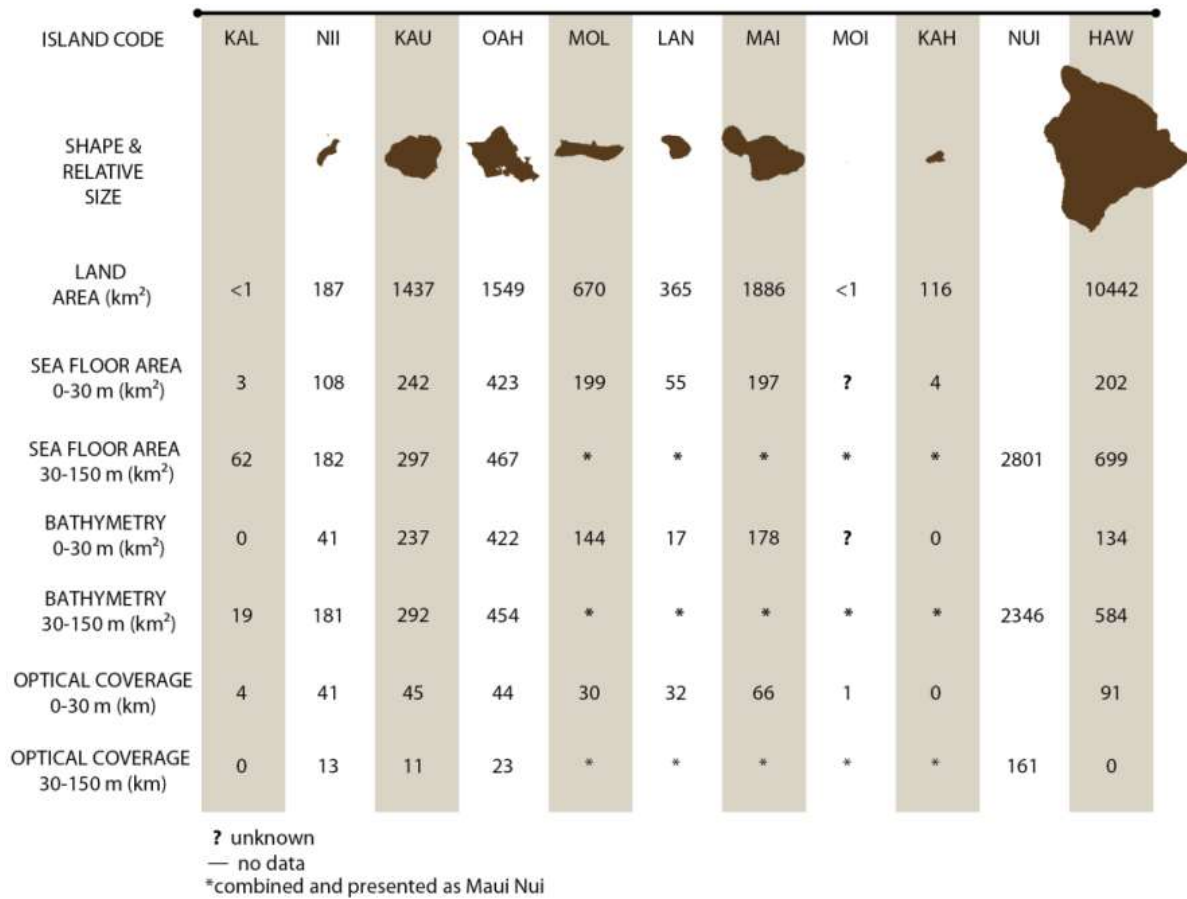 ISLAND CODE KAL NII KAU OAH MOL LAN MAI MOI KAH NUI HAW
SHAPE &
RELATIVE
SIZE
LAND
AREA (km²) <1 187 1437 1549 670 365 1886 <1 116 10442
SEA FLOOR AREA
0-30 m (km²) 3 108 242 423 199 55 197 ? 4 202
SEA FLOOR AREA
30-150 m (km²) 62 182 297 467 * * * * * 2801 699
BATHYMETRY
0-30 m (km²) 0 41 237 422 144 17 178 ? 0 134
BATHYMETRY
30-150 m (km²) 19 181 292 454 * * * * * 2346 584
OPTICAL COVERAGE
0-30 m (km) 4 41 45 44 30 32 66 1 0 91
OPTICAL COVERAGE
30-150 m (km) 0 13 11 23 * * * * * 161 0
? unknown
— no data
*combined and presented as Maui Nui